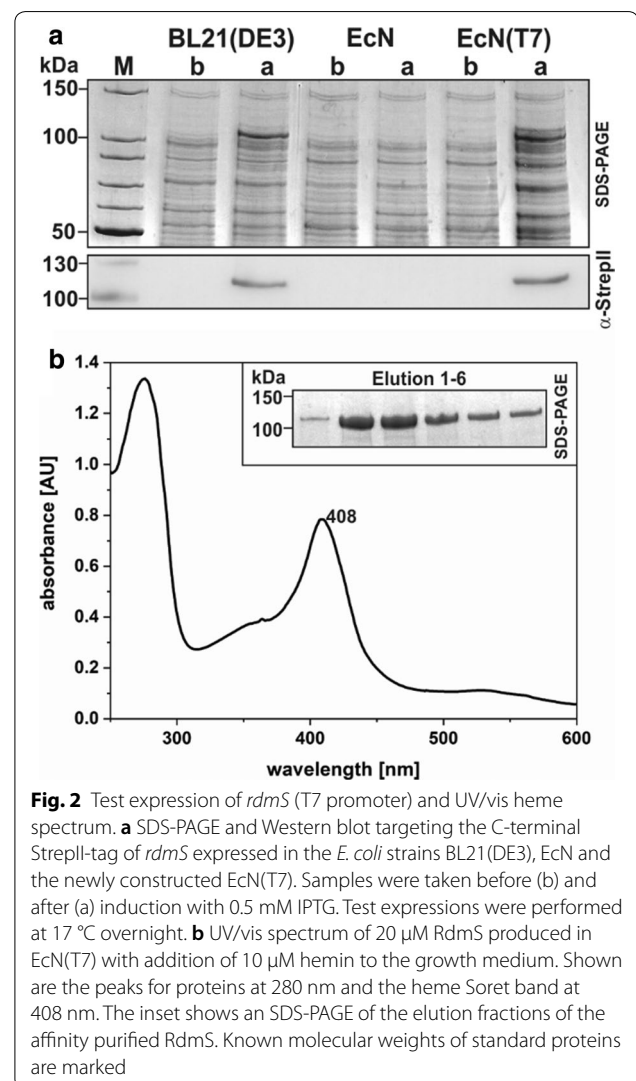 a
BL21(DE3) EcN EcN(T7)
kDa M b a b a b a
150
100
50
SDS-PAGE
130
100
α-StrepII
b
1.4
1.2
1.0
0.8
0.6
0.4
0.2
0.0
absorbance [AU]
kDa Elution 1-6
150
100
SDS-PAGE
408
300 400 500 600
wavelength [nm]
Fig. 2 Test expression of rdmS (T7 promoter) and UV/vis heme
spectrum. a SDS-PAGE and Western blot targeting the C-terminal
StrepII-tag of rdmS expressed in the E. coli strains BL21(DE3), EcN and
the newly constructed EcN(T7). Samples were taken before (b) and
after (a) induction with 0.5 mM IPTG. Test expressions were performed
at 17 °C overnight. b UV/vis spectrum of 20 μM RdmS produced in
EcN(T7) with addition of 10 μM hemin to the growth medium. Shown
are the peaks for proteins at 280 nm and the heme Soret band at
408 nm. The inset shows an SDS-PAGE of the elution fractions of the
affinity purified RdmS. Known molecular weights of standard proteins
are marked